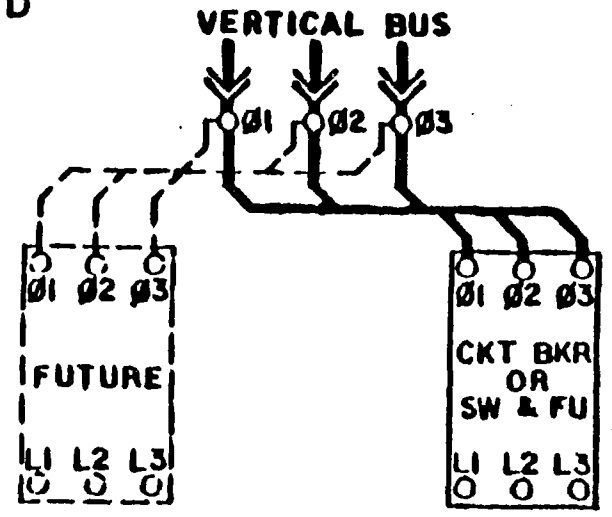 D
VERTICAL BUS
Ø1 Ø2 Ø3
Ø1 Ø2 Ø3
FUTURE
L1 L2 L3
Ø1 Ø2 Ø3
CKT BKR
OR
SW & FU
L1 L2 L3